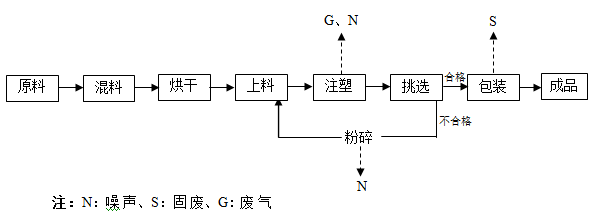 G、N
S
原料
混料
烘干
上料
注塑
挑选
合格
包装
成品
不合格
粉碎
N
注：N：噪声、S：固废、G：废气